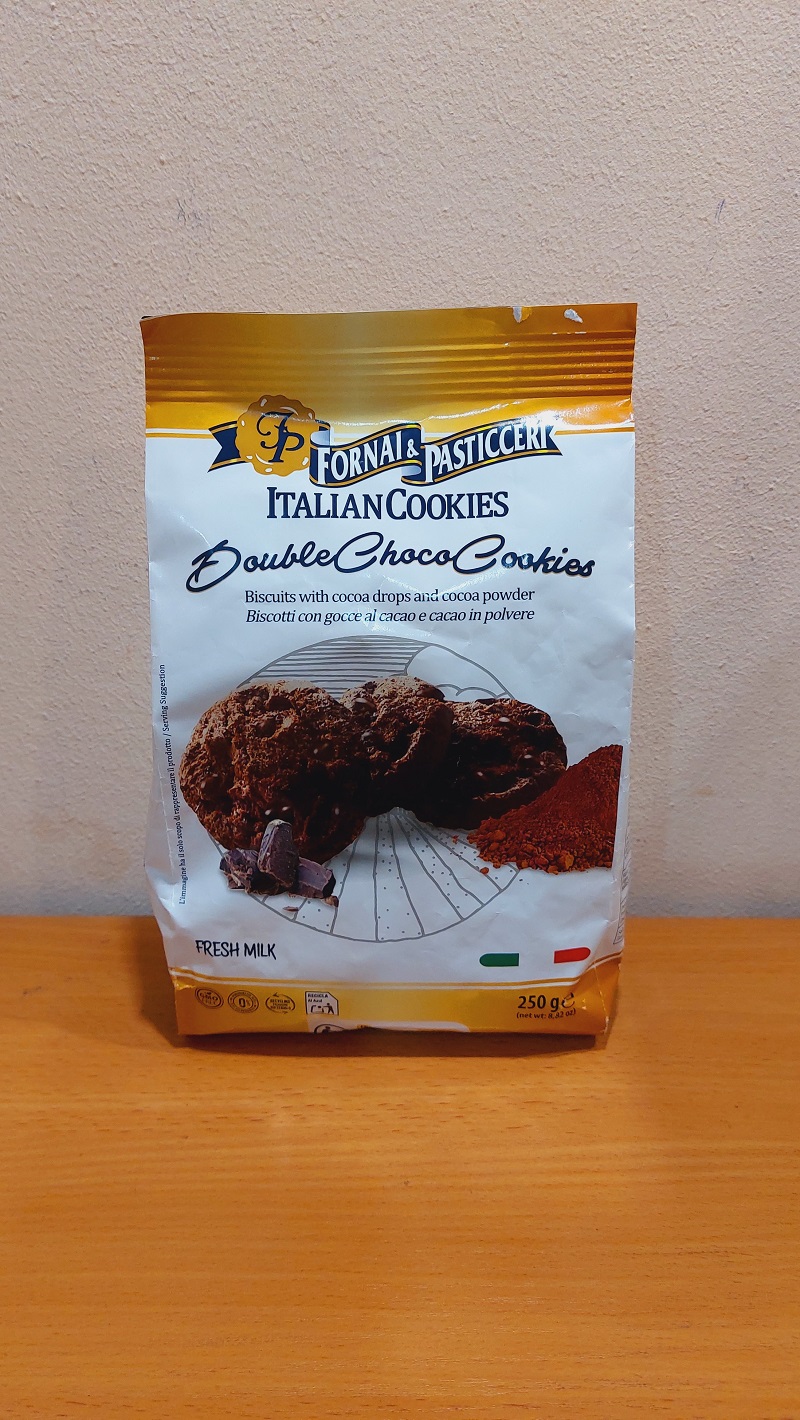 FP
FORNAI & PASTICCERI
ITALIAN COOKIES
Double Choco Cookies
Biscuits with cocoa drops and cocoa powder
Biscotti con gocce al cacao e cacao in polvere
L'immagine ha il solo scopo di rappresentare il prodotto / Serving Suggestion
FRESH MILK
0%
RICICLA
250 g e
(net wt: 8,82 oz)